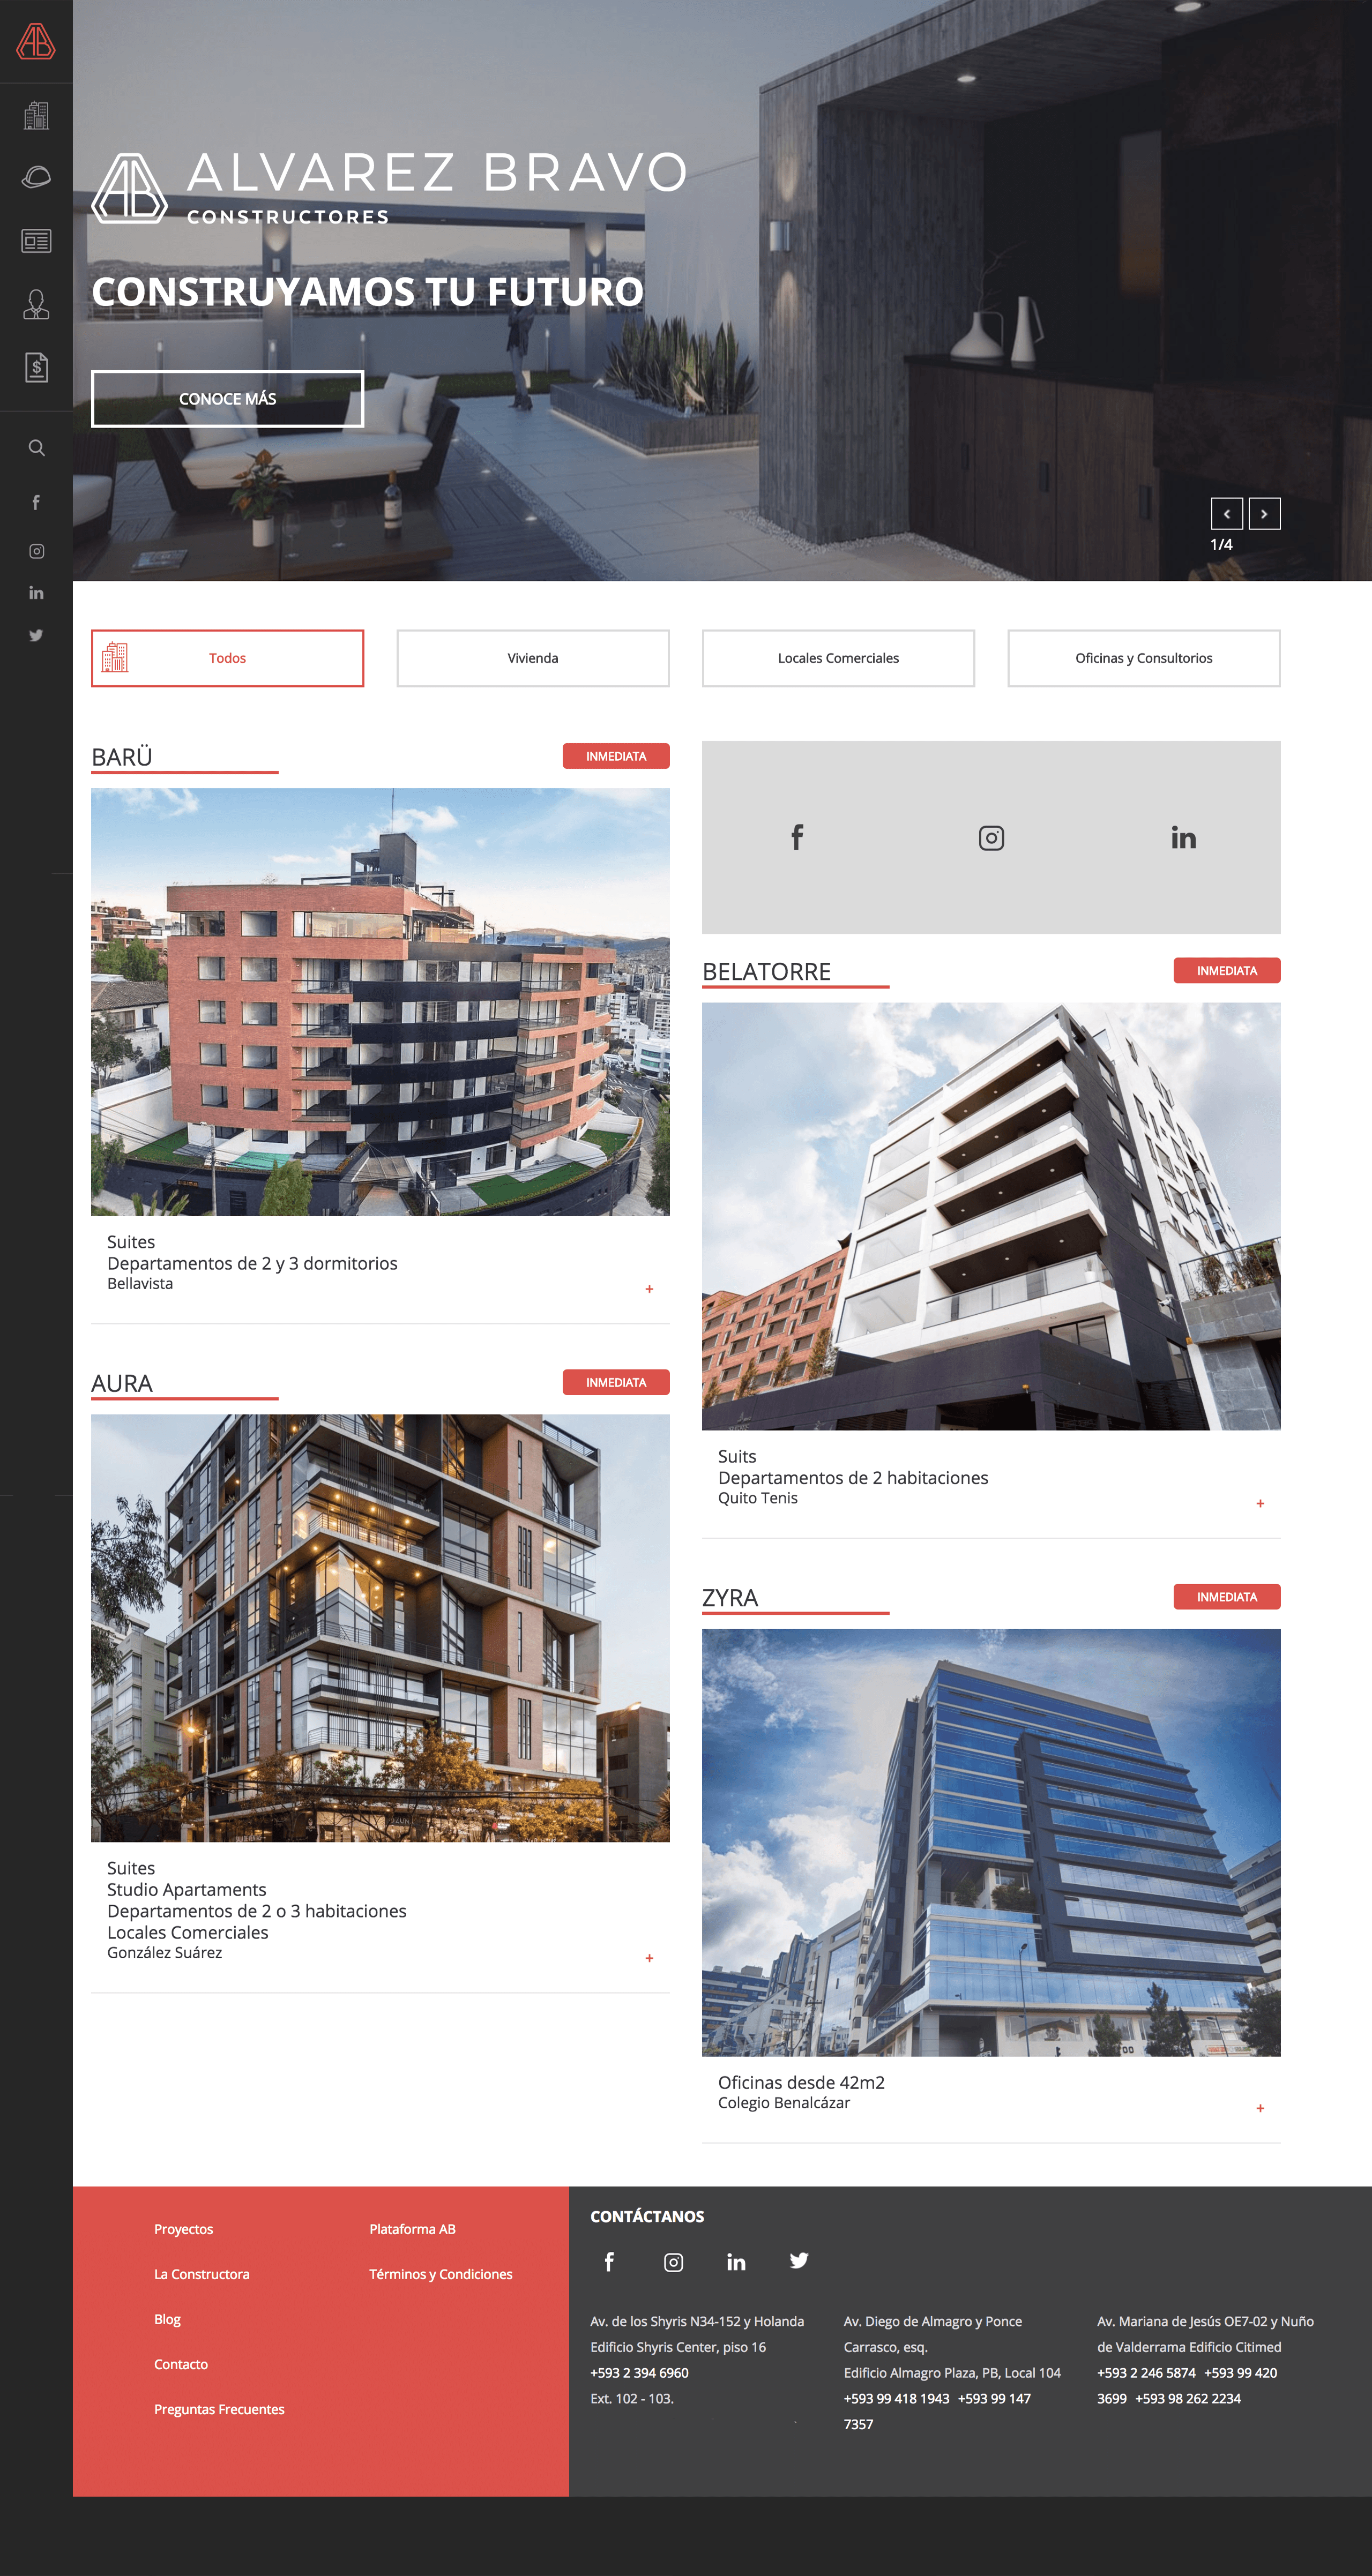 AB
AB ALVAREZ BRAVO
CONSTRUCTORES
CONSTRUYAMOS TU FUTURO
CONOCE MÁS
1/4
Todos
Vivienda
Locales Comerciales
Oficinas y Consultorios
BARÜ
INMEDIATA
Suites
Departamentos de 2 y 3 dormitorios
Bellavista
+
AURA
INMEDIATA
Suites
Studio Apartaments
Departamentos de 2 o 3 habitaciones
Locales Comerciales
González Suárez
+
BELATORRE
INMEDIATA
Suits
Departamentos de 2 habitaciones
Quito Tenis
+
ZYRA
INMEDIATA
Oficinas desde 42m2
Colegio Benalcázar
+
Proyectos
La Constructora
Blog
Contacto
Preguntas Frecuentes
Plataforma AB
Términos y Condiciones
CONTÁCTANOS
Av. de los Shyris N34-152 y Holanda
Edificio Shyris Center, piso 16
+593 2 394 6960
Ext. 102 - 103.
Av. Diego de Almagro y Ponce
Carrasco, esq.
Edificio Almagro Plaza, PB, Local 104
+593 99 418 1943 +593 99 147
7357
Av. Mariana de Jesús OE7-02 y Nuño
de Valderrama Edificio Citimed
+593 2 246 5874 +593 99 420
3699 +593 98 262 2234